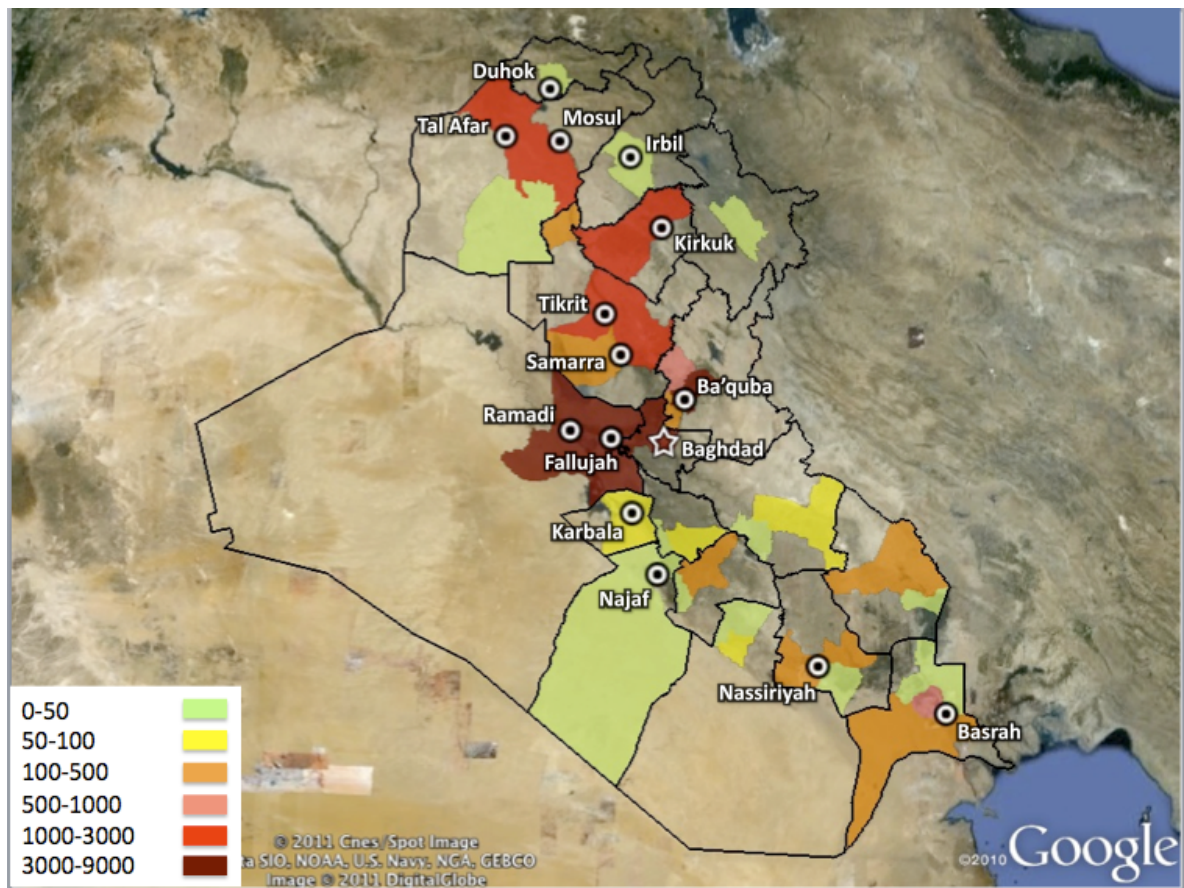 Duhok
Mosul
Tal Afar
Irbil
Kirkuk
Tikrit
Samarra
Ba'quba
Ramadi
Baghdad
Fallujah
Karbala
Najaf
Nassiriyah
Basrah
0-50
50-100
100-500
500-1000
1000-3000
3000-9000
© 2011 Cnes/Spot Image
ta SIO, NOAA, U.S. Navy, NGA, GEBCO
Image © 2011 DigitalGlobe
©2010 Google